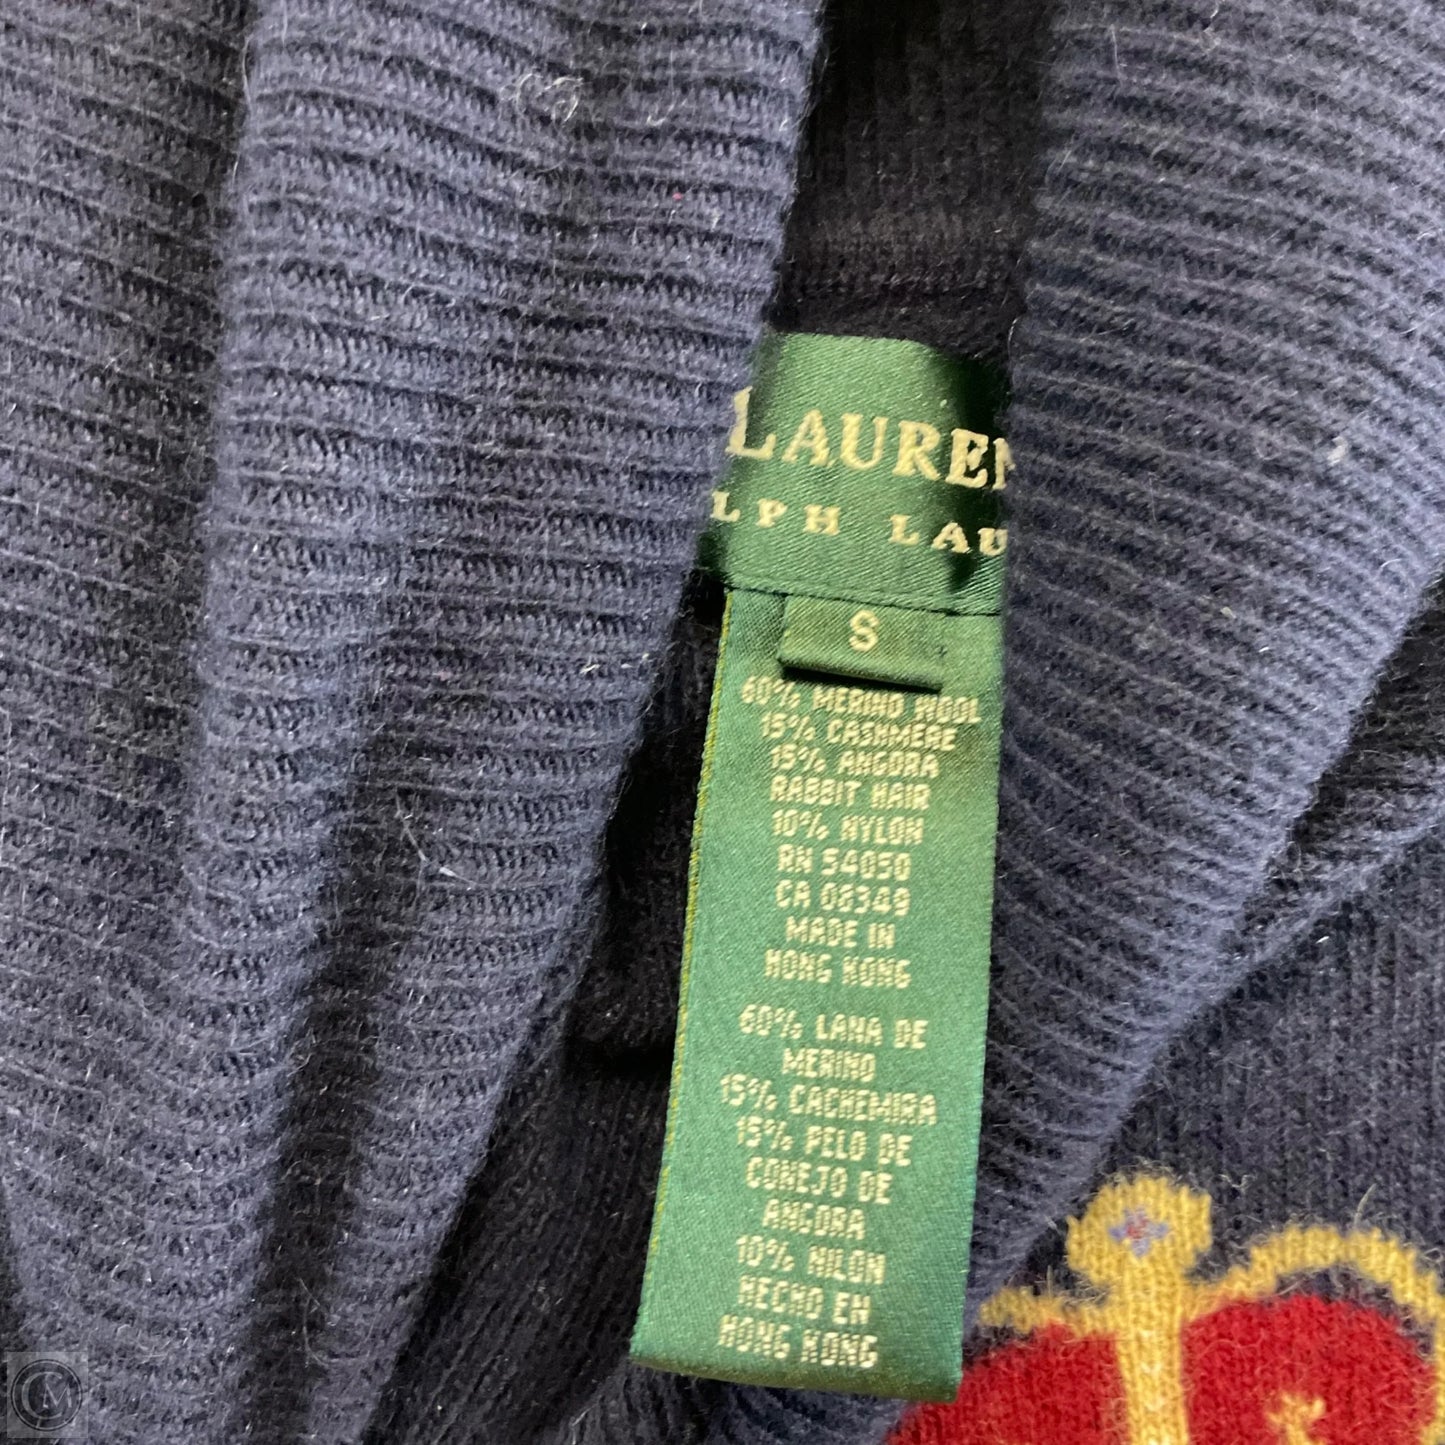 LAUREN
LPH LAU
S
60% MERINO WOOL
15% CASHMERE
15% ANGORA
RABBIT HAIR
10% NYLON
RN 54050
CA 08349
MADE IN
HONG KONG
60% LANA DE
MERINO
15% CACHEMIRA
15% PELO DE
CONEJO DE
ANGORA
10% NILON
HECHO EN
HONG KONG
CM